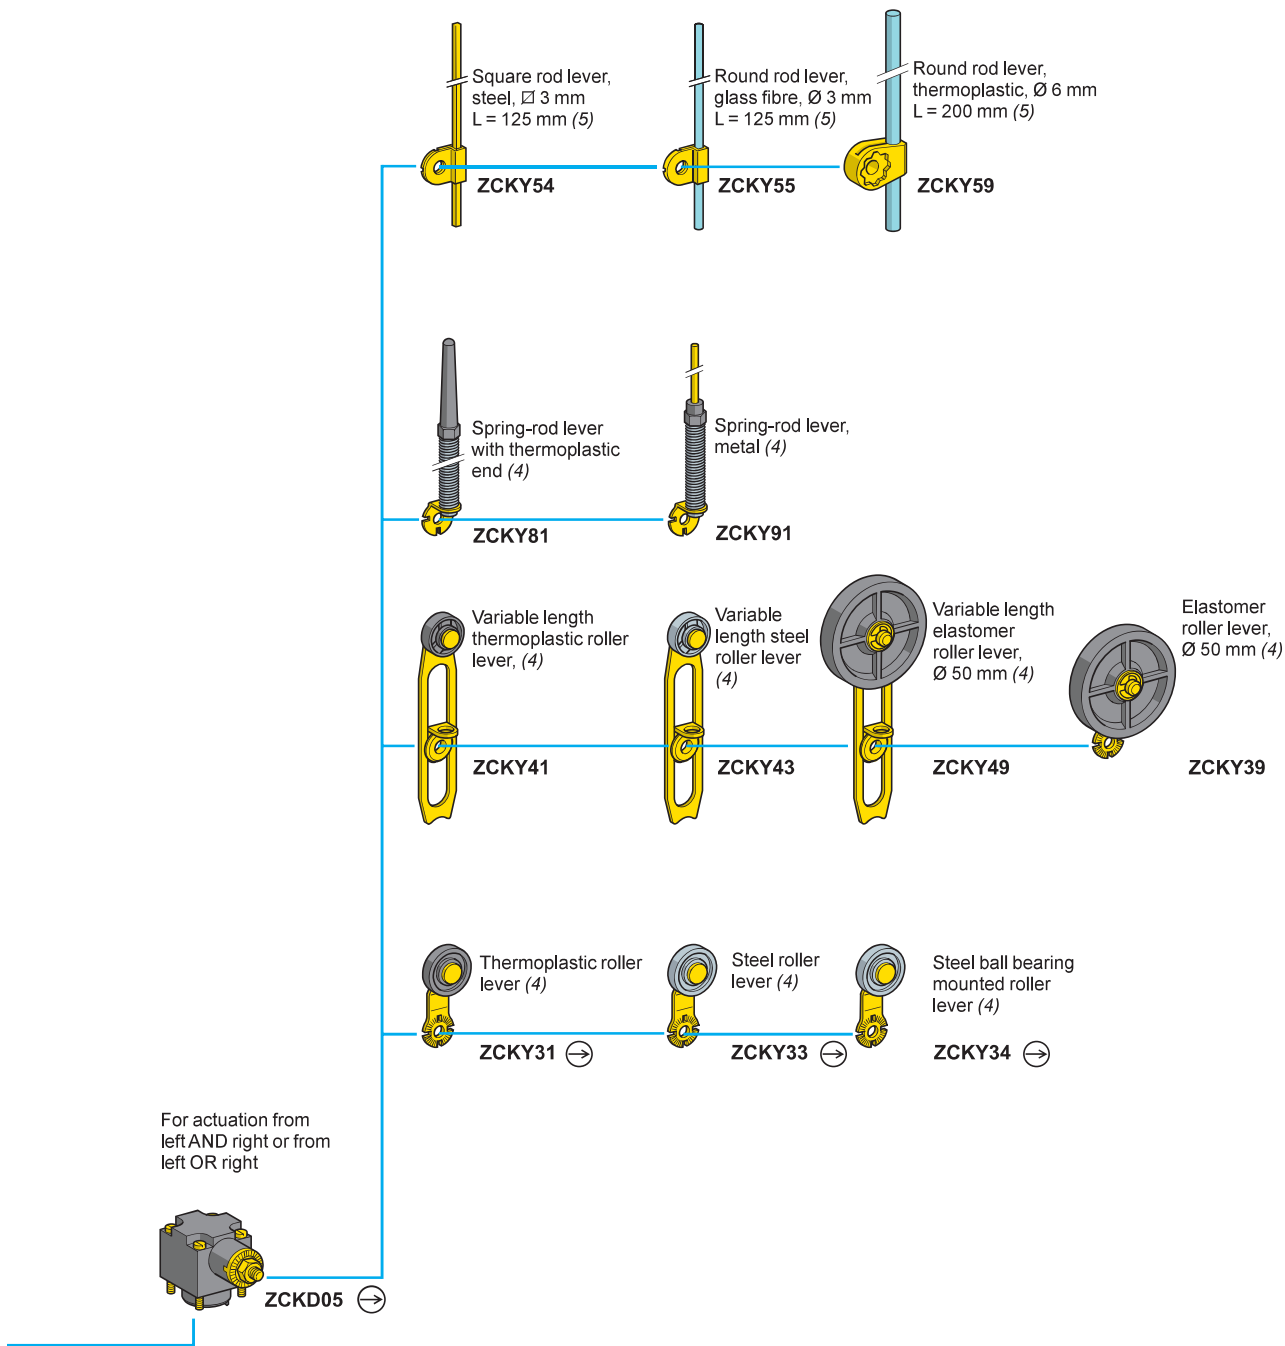 Square rod lever,
steel, ⌷ 3 mm
L = 125 mm (5)
ZCKY54
Round rod lever,
glass fibre, Ø 3 mm
L = 125 mm (5)
ZCKY55
Round rod lever,
thermoplastic, Ø 6 mm
L = 200 mm (5)
ZCKY59
Spring-rod lever
with thermoplastic
end (4)
ZCKY81
Spring-rod lever,
metal (4)
ZCKY91
Variable length
thermoplastic roller
lever, (4)
ZCKY41
Variable
length steel
roller lever
(4)
ZCKY43
Variable length
elastomer
roller lever,
Ø 50 mm (4)
ZCKY49
Elastomer
roller lever,
Ø 50 mm (4)
ZCKY39
Thermoplastic roller
lever (4)
ZCKY31
Steel roller
lever (4)
ZCKY33
Steel ball bearing
mounted roller
lever (4)
ZCKY34
For actuation from
left AND right or from
left OR right
ZCKD05